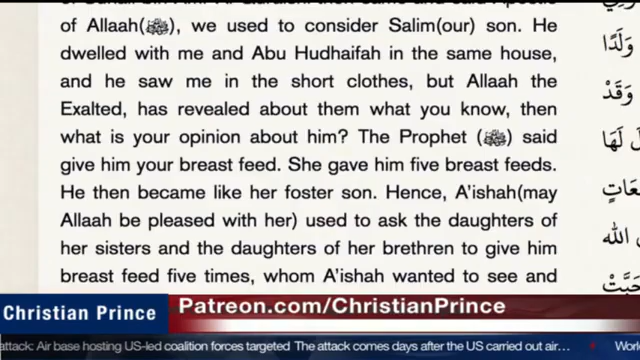 of Allaah(ﷺ), we used to consider Salim(our) son. He
dwelled with me and Abu Hudhaifah in the same house,
and he saw me in the short clothes, but Allaah the
Exalted, has revealed about them what you know, then
what is your opinion about him? The Prophet (ﷺ) said
give him your breast feed. She gave him five breast feeds.
He then became like her foster son. Hence, A'ishah(may
Allaah be pleased with her) used to ask the daughters of
her sisters and the daughters of her brethren to give him
breast feed five times, whom A'ishah wanted to see and
وَلَدًا
وَقَدْ
لَهَا
الله
Christian Prince
Patreon.com/ChristianPrince
attack: Air base hosting US-led coalition forces targeted The attack comes days after the US carried out air... Worl